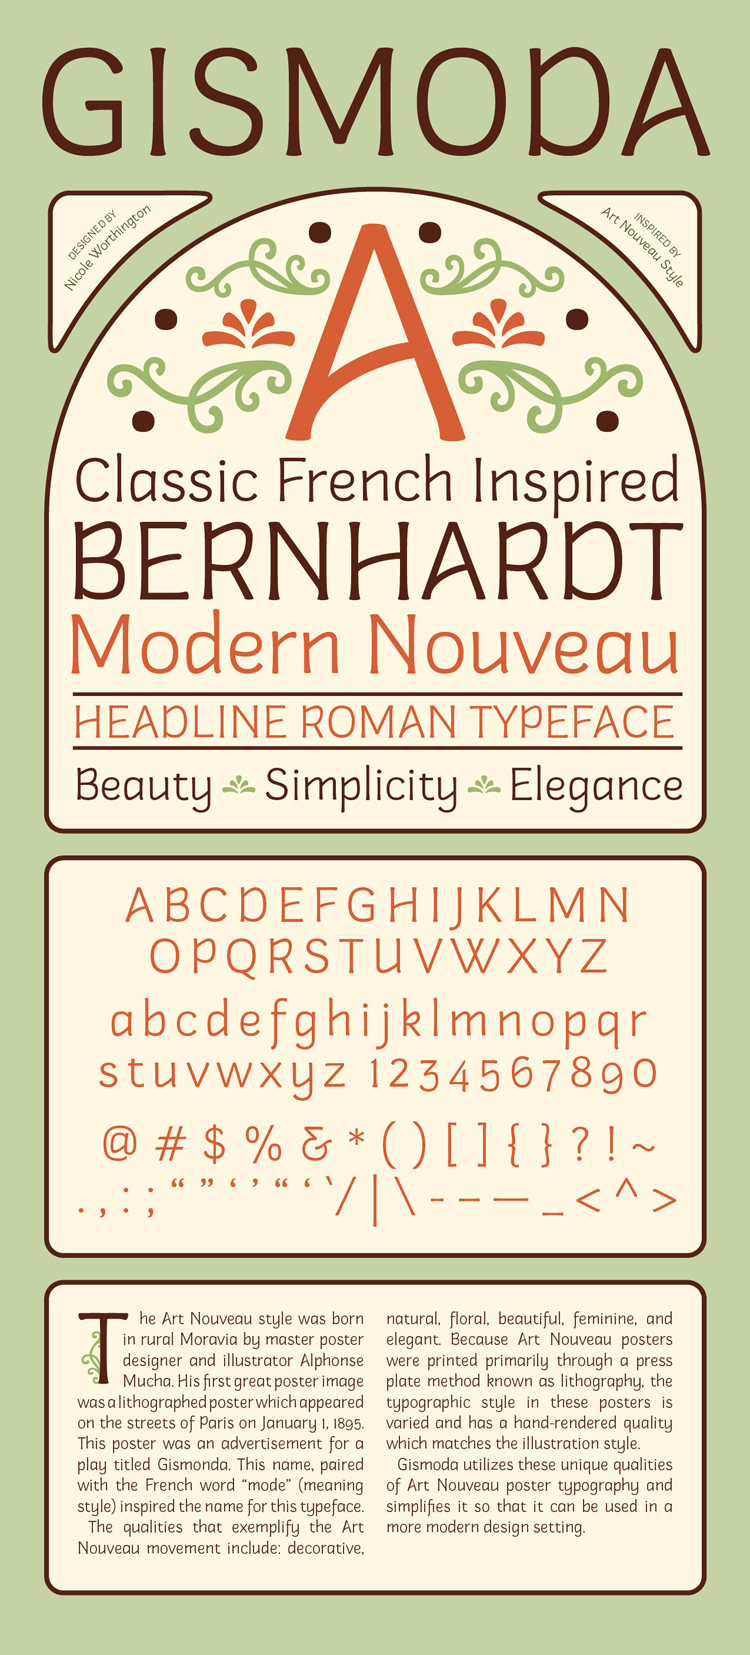 GISMODA
DESIGNED BY
Nicole Worthington
INSPIRED BY
Art Nouveau Style
A
Classic French Inspired
BERNHARDT
Modern Nouveau
HEADLINE ROMAN TYPEFACE
Beauty Simplicity Elegance
ABCDEFGHIJKLMN
OPQRSTUVWXYZ
abcdefghijklmnopqr
stuvwxyz 1234567890
@ # $ % & * ( ) [ ] { } ? ! ~
. , : ; “ ” ‘ ’ “ ‘ ` / | \ - – — _ < ^ >
The Art Nouveau style was born
in rural Moravia by master poster
designer and illustrator Alphonse
Mucha. His first great poster image
was a lithographed poster which appeared
on the streets of Paris on January 1, 1895.
This poster was an advertisement for a
play titled Gismonda. This name, paired
with the French word “mode” (meaning
style) inspired the name for this typeface.
The qualities that exemplify the Art
Nouveau movement include: decorative,
natural, floral, beautiful, feminine, and
elegant. Because Art Nouveau posters
were printed primarily through a press
plate method known as lithography, the
typographic style in these posters is
varied and has a hand-rendered quality
which matches the illustration style.
Gismoda utilizes these unique qualities
of Art Nouveau poster typography and
simplifies it so that it can be used in a
more modern design setting.